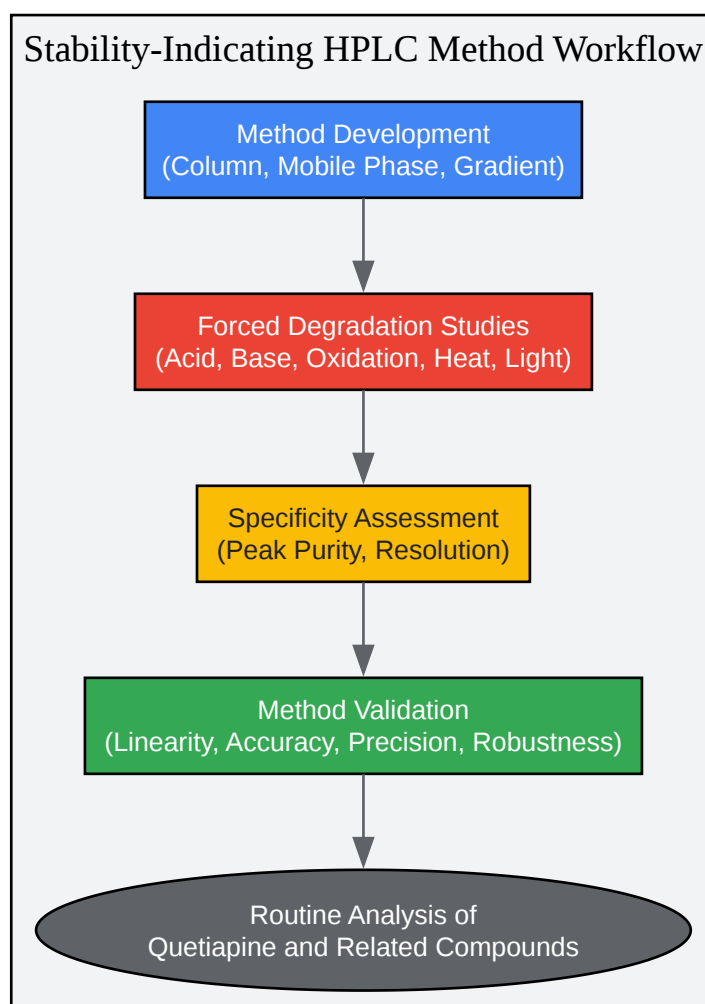 Stability-Indicating HPLC Method Workflow
Method Development
(Column, Mobile Phase, Gradient)
Forced Degradation Studies
(Acid, Base, Oxidation, Heat, Light)
Specificity Assessment
(Peak Purity, Resolution)
Method Validation
(Linearity, Accuracy, Precision, Robustness)
Routine Analysis of
Quetiapine and Related Compounds